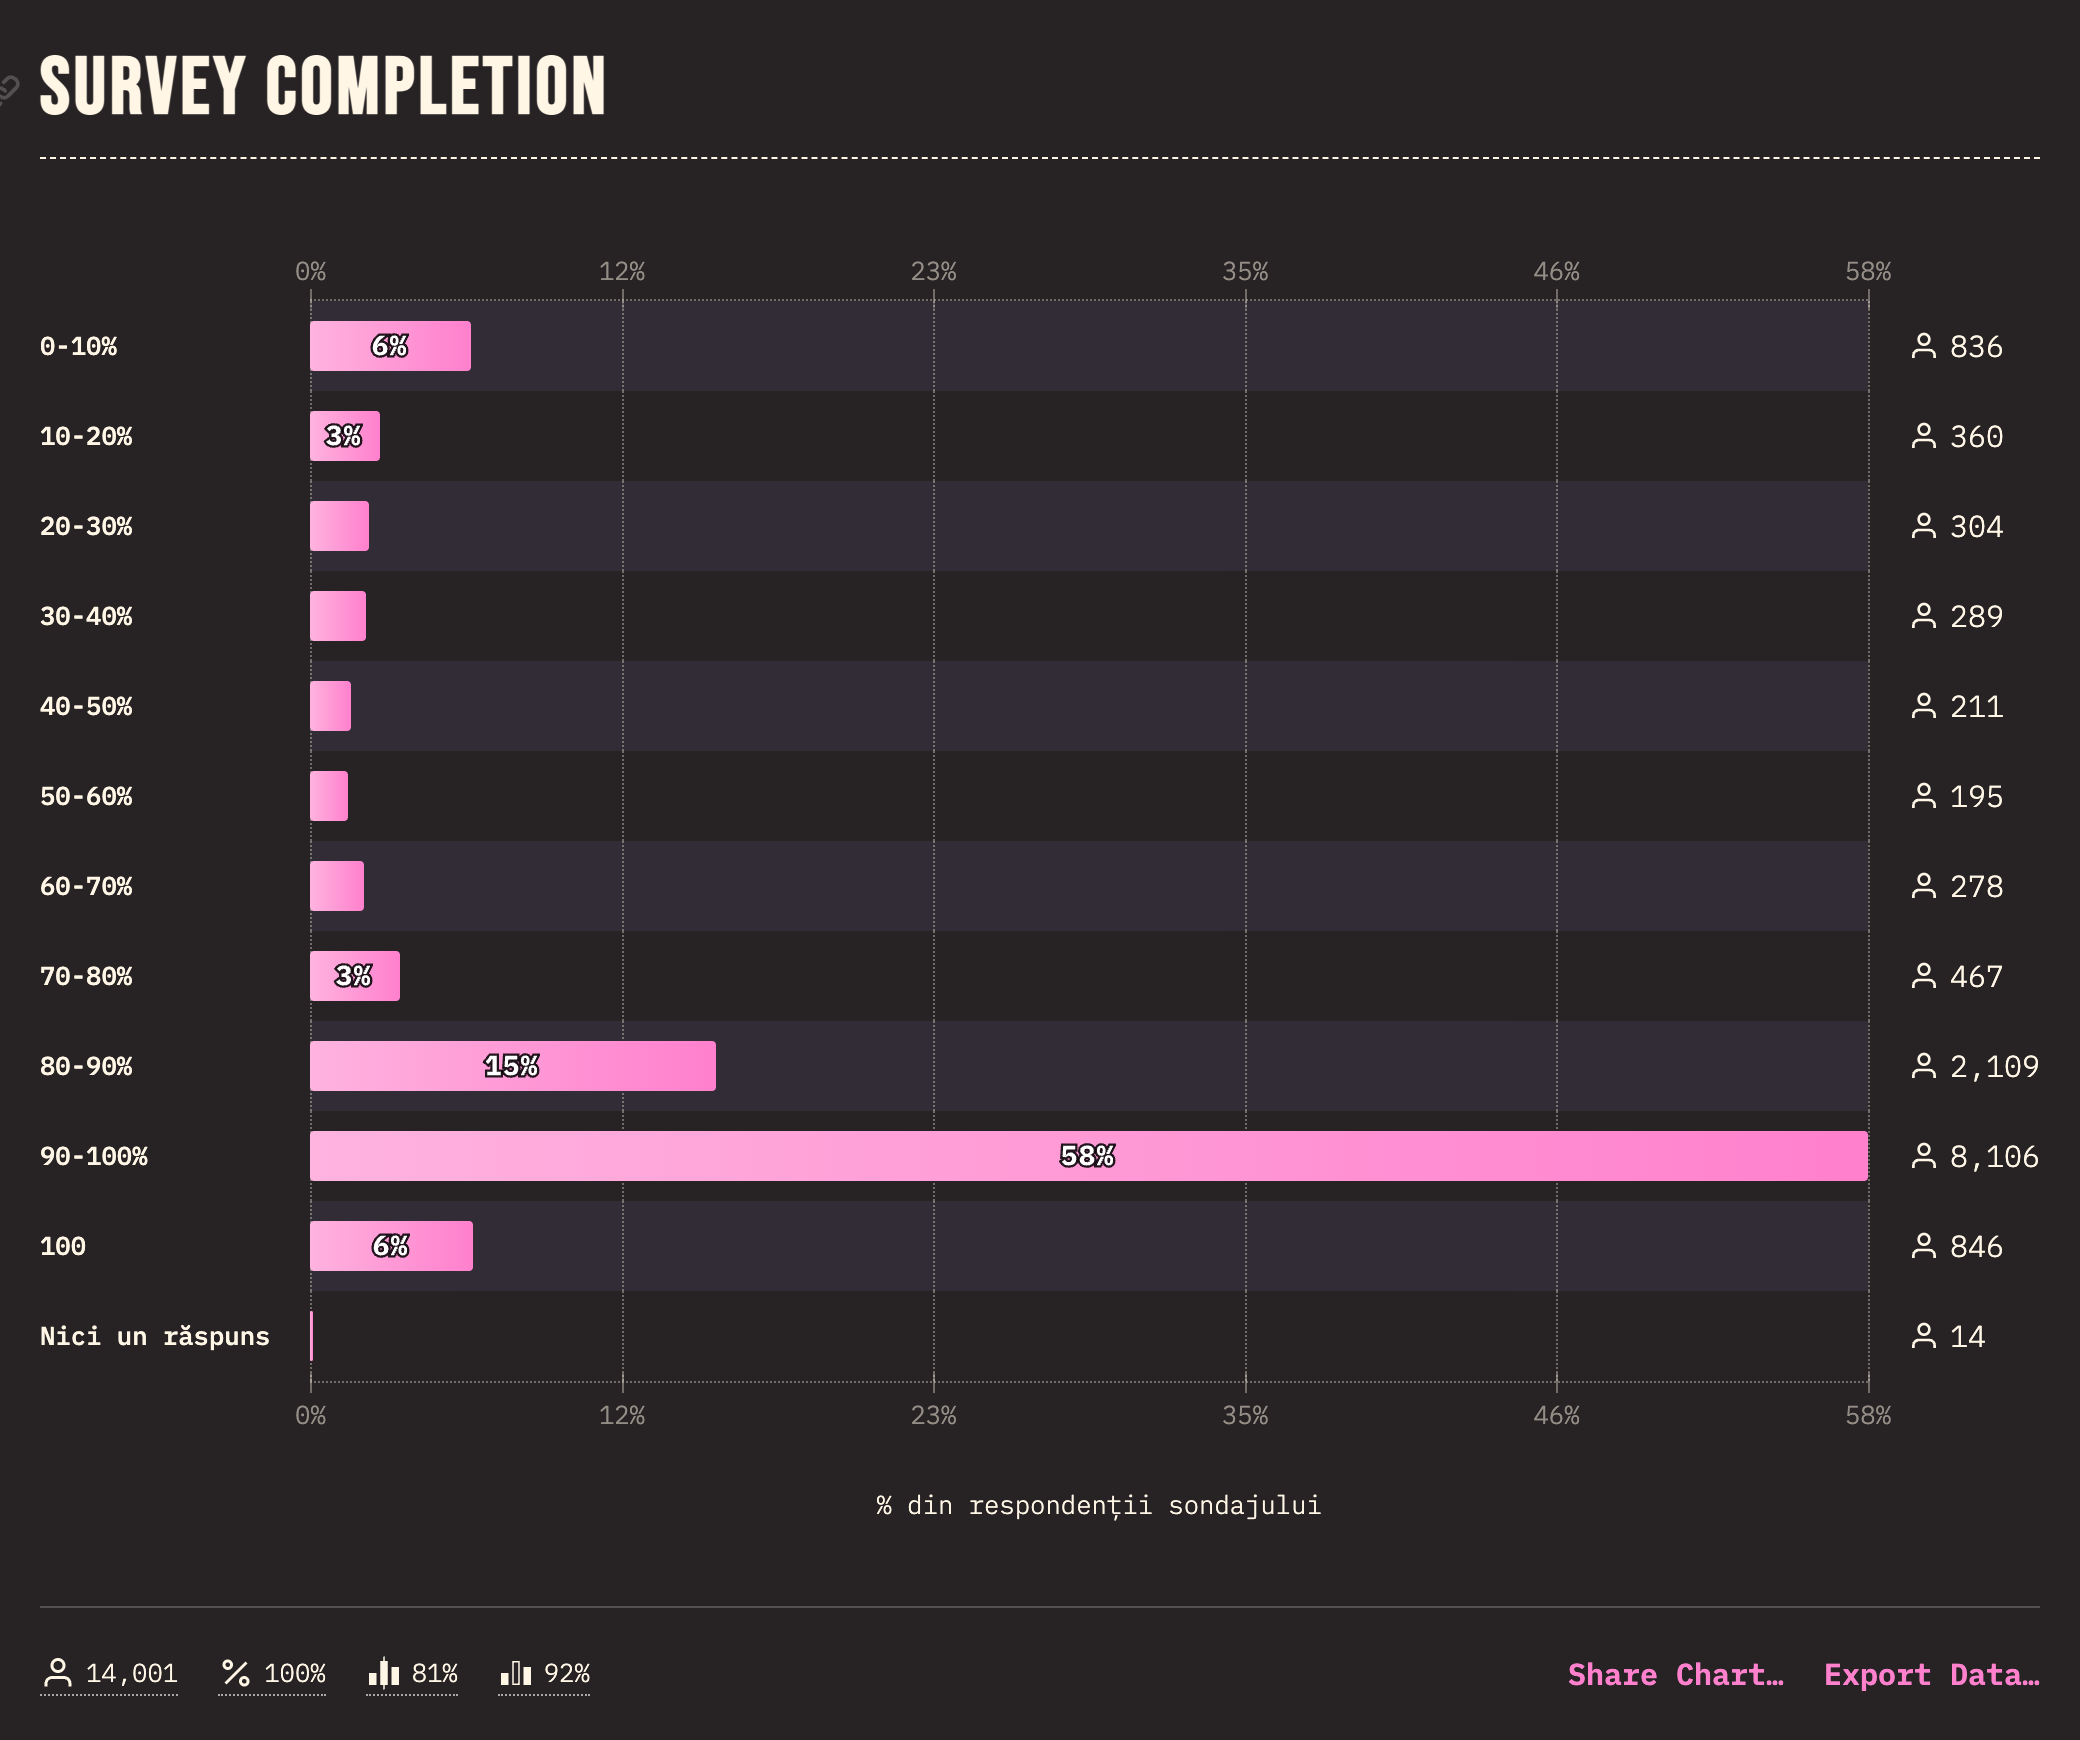 SURVEY COMPLETION
0% 12% 23% 35% 46% 58%
0-10% 6% 836
10-20% 3% 360
20-30% 304
30-40% 289
40-50% 211
50-60% 195
60-70% 278
70-80% 3% 467
80-90% 15% 2,109
90-100% 58% 8,106
100 6% 846
Nici un răspuns 14
0% 12% 23% 35% 46% 58%
% din respondenții sondajului
14,001 % 100% 81% 92% Share Chart… Export Data…